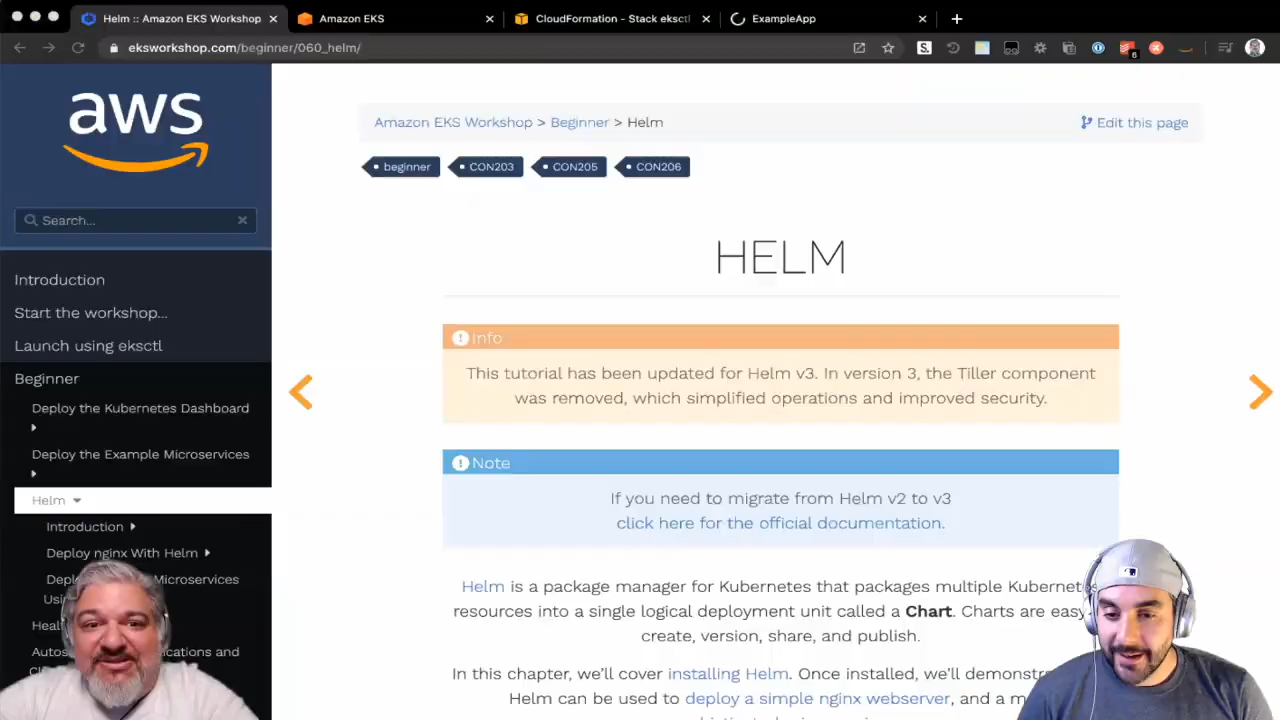 Helm :: Amazon EKS Workshop
Amazon EKS
CloudFormation - Stack eksctl
ExampleApp
eksworkshop.com/beginner/060_helm/
S.
6
aws
Search...
Introduction
Start the workshop...
Launch using eksctl
Beginner
Deploy the Kubernetes Dashboard
Deploy the Example Microservices
Helm
Introduction
Deploy nginx With Helm
Microservices
Amazon EKS Workshop > Beginner > Helm
Edit this page
beginner
CON203
CON205
CON206
HELM
Info
This tutorial has been updated for Helm v3. In version 3, the Tiller component
was removed, which simplified operations and improved security.
Note
If you need to migrate from Helm v2 to v3
click here for the official documentation.
Helm is a package manager for Kubernetes that packages multiple Kubernetes
resources into a single logical deployment unit called a Chart. Charts are easy
create, version, share, and publish.
In this chapter, we'll cover installing Helm. Once installed, we'll
Helm can be used to deploy a simple nginx webserver, and a